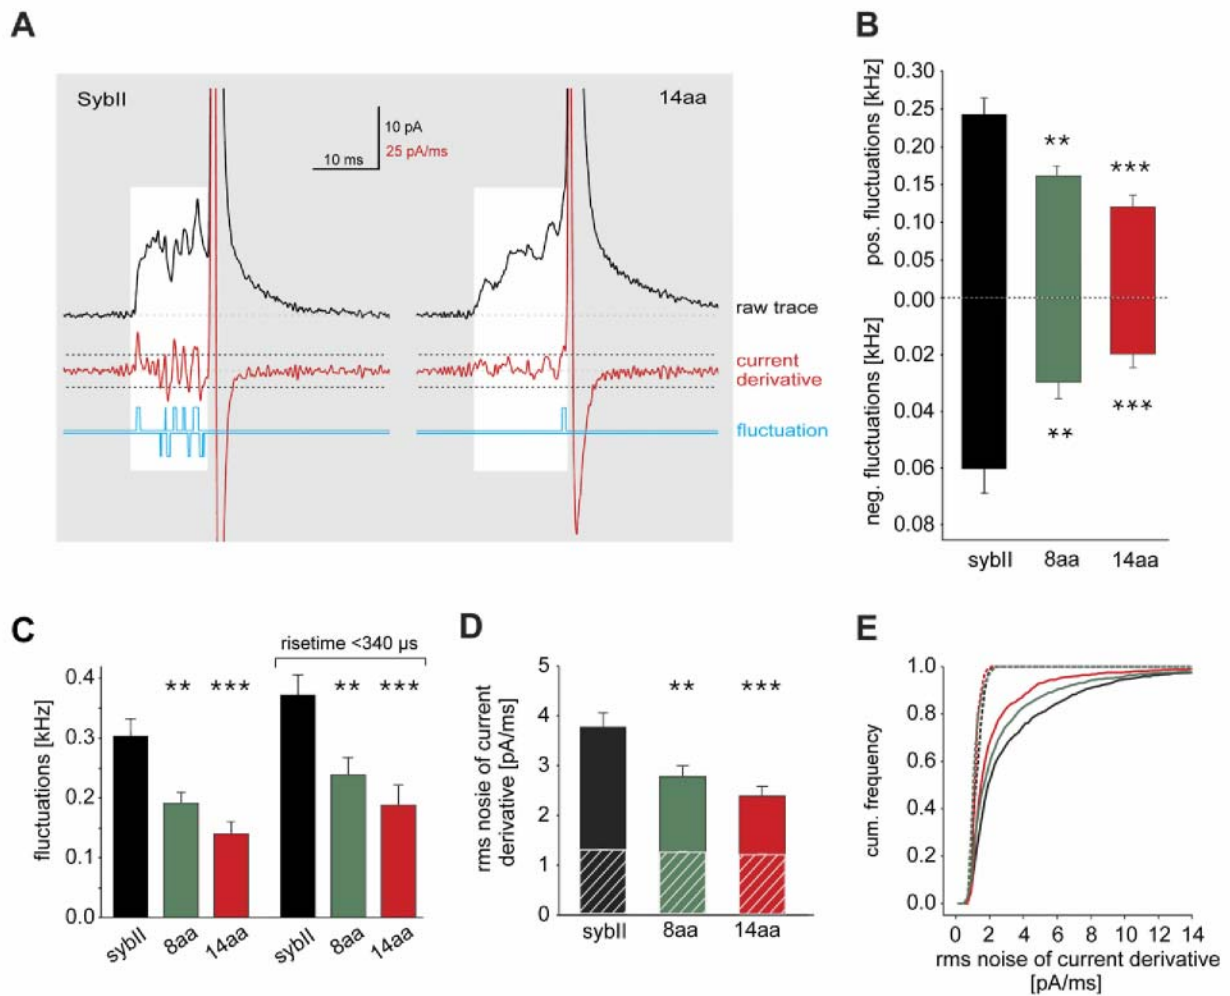 A
SybII
14aa
10 pA
25 pA/ms
10 ms
raw trace
current
derivative
fluctuation
B
pos. fluctuations [kHz]
neg. fluctuations [kHz]
0.30
0.25
0.20
0.15
0.10
0.05
0.00
0.02
0.04
0.06
0.08
**
***
**
***
sybII
8aa
14aa
C
risetime <340 µs
fluctuations [kHz]
0.4
0.3
0.2
0.1
0.0
** *** ** ***
sybII 8aa 14aa sybII 8aa 14aa
D
rms nosie of current
derivative [pA/ms]
5
4
3
2
1
0
** ***
sybII 8aa 14aa
E
cum. frequency
1.0
0.8
0.6
0.4
0.2
0.0
0 2 4 6 8 10 12 14
rms noise of current derivative
[pA/ms]